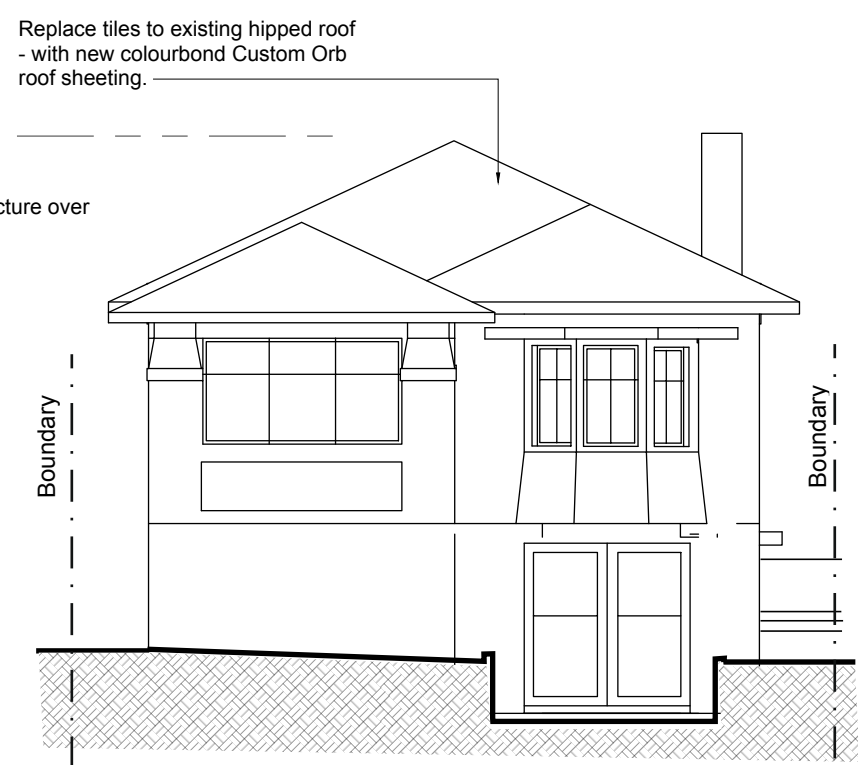 Replace tiles to existing hipped roof
- with new colourbond Custom Orb
roof sheeting.
cture over
Boundary
Boundary